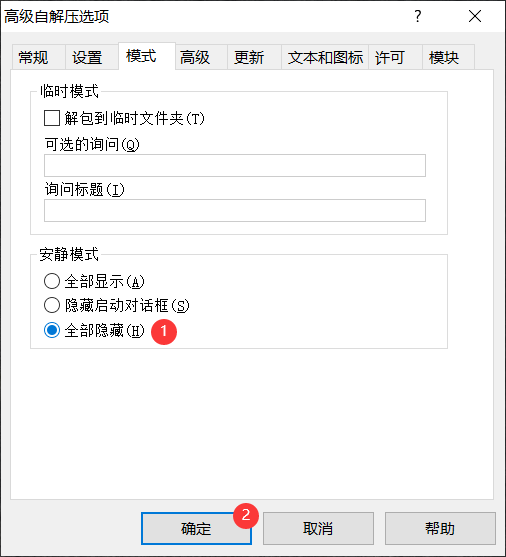 高级自解压选项 ?
常规 设置 模式 高级 更新 文本和图标 许可 模块
临时模式
解包到临时文件夹(T)
可选的询问(Q)
询问标题(I)
安静模式
全部显示(A)
隐藏启动对话框(S)
全部隐藏(H) 1
2
确定 取消 帮助